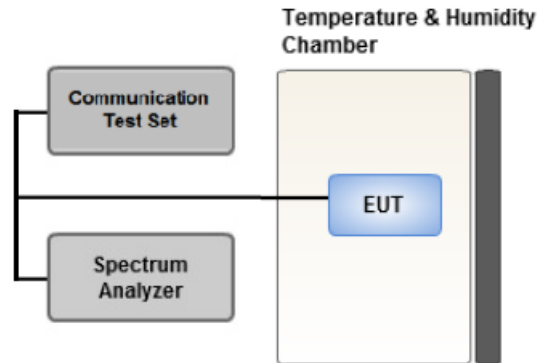 Temperature & Humidity
Chamber
Communication
Test Set
EUT
Spectrum
Analyzer